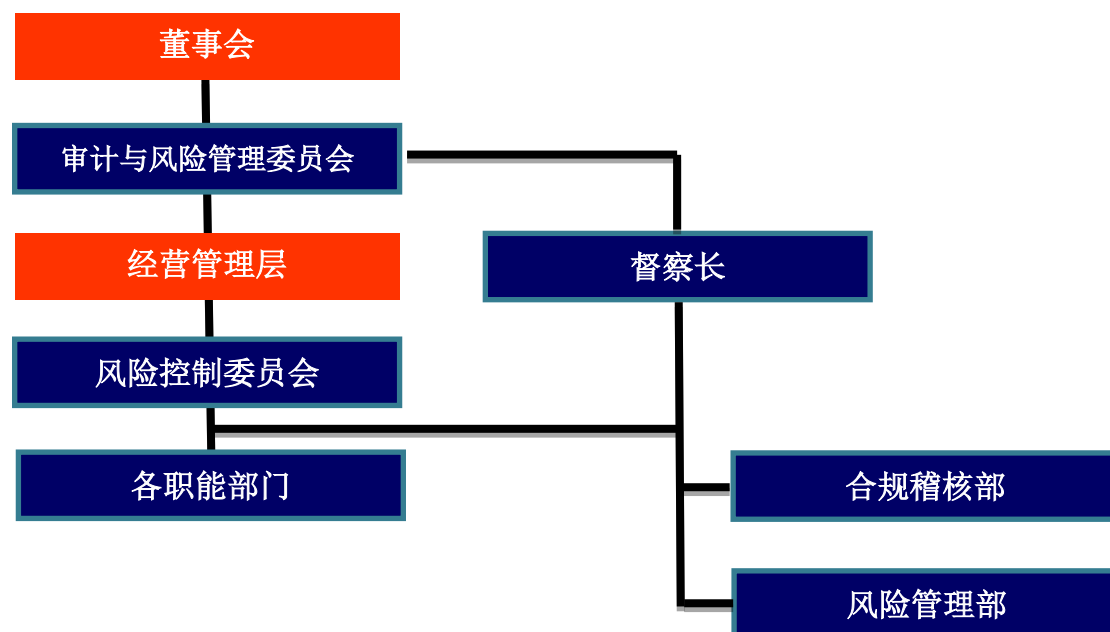 董事会
审计与风险管理委员会
经营管理层
督察长
风险控制委员会
各职能部门
合规稽核部
风险管理部